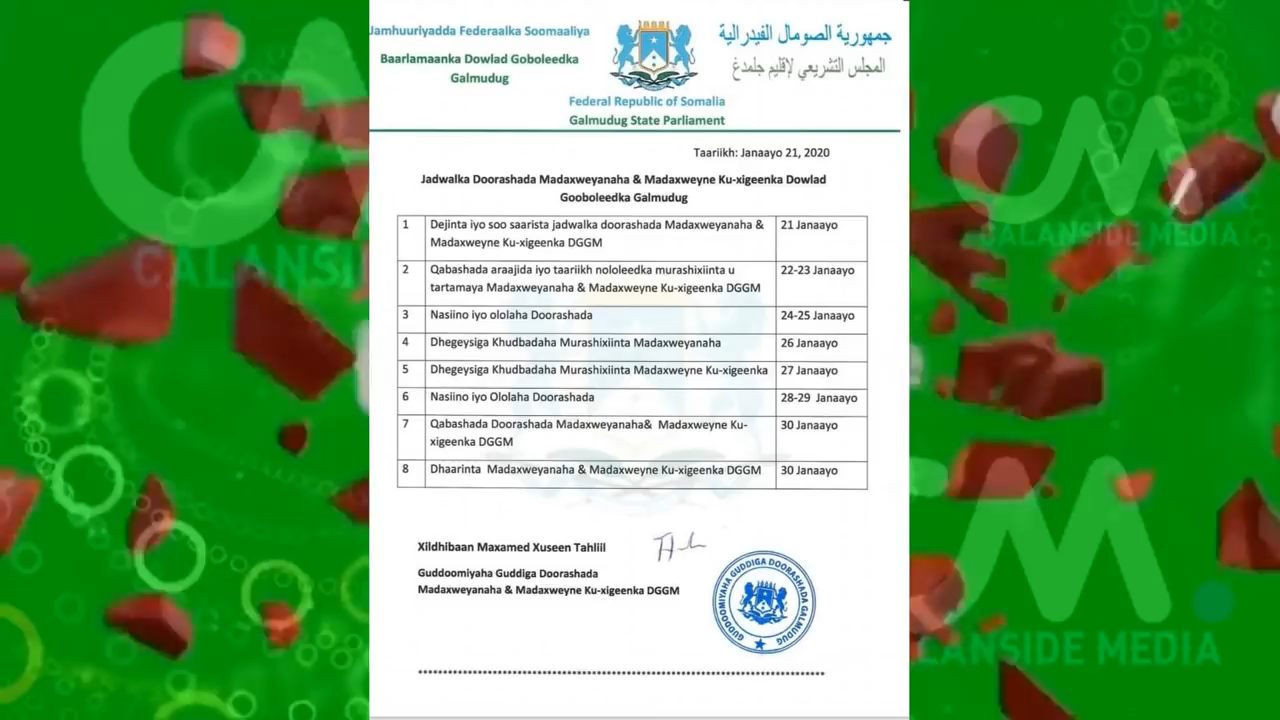 Jamhuuriyadda Federaalka Soomaaliya
Baarlamaanka Dowlad Goboleedka
Galmudug
جمهورية الصومال الفيدرالية
المجلس التشريعي لإقليم جلمدغ
Federal Republic of Somalia
Galmudug State Parliament
Taariikh: Janaayo 21, 2020
Jadwalka Doorashada Madaxweyanaha & Madaxweyne Ku-xigeenka Dowlad
Gooboleedka Galmudug
1 Dejinta iyo soo saarista jadwalka doorashada Madaxweyanaha & 21 Janaayo
Madaxweyne Ku-xigeenka DGGM
2 Qabashada araajida iyo taariikh nololeedka murashixiinta u 22-23 Janaayo
tartamaya Madaxweyanaha & Madaxweyne Ku-xigeenka DGGM
3 Nasiino iyo ololaha Doorashada 24-25 Janaayo
4 Dhegeysiga Khudbadaha Murashixiinta Madaxweyanaha 26 Janaayo
5 Dhegeysiga Khudbadaha Murashixiinta Madaxweyne Ku-xigeenka 27 Janaayo
6 Nasiino iyo Ololaha Doorashada 28-29 Janaayo
7 Qabashada Doorashada Madaxweyanaha& Madaxweyne Ku- 30 Janaayo
xigeenka DGGM
8 Dhaarinta Madaxweyanaha & Madaxweyne Ku-xigeenka DGGM 30 Janaayo
Xildhibaan Maxamed Xuseen Tahliil
Guddoomiyaha Guddiga Doorashada
Madaxweyanaha & Madaxweyne Ku-xigeenka DGGM
GUDDOOMIYAHA GUDDIGA DOORASHADA GALMUDUG
CALANSI
CM
CALANSIDE MEDIA
M
LANSIDE MEDIA